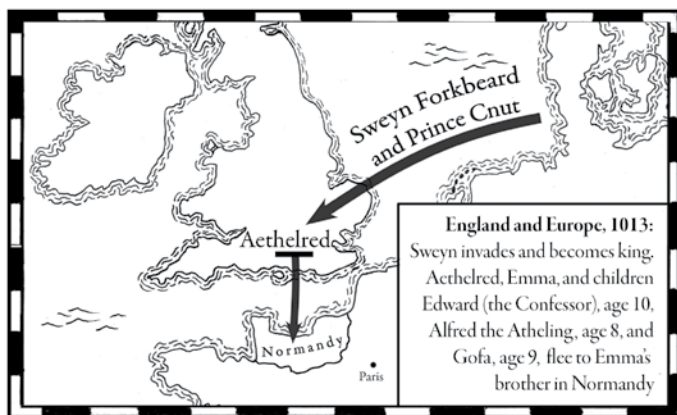 Sweyn Forkbeard
and Prince Cnut
Aethelred
Normandy
Paris
England and Europe, 1013:
Sweyn invades and becomes king.
Aethelred, Emma, and children
Edward (the Confessor), age 10,
Alfred the Atheling, age 8, and
Gofa, age 9, flee to Emma's
brother in Normandy